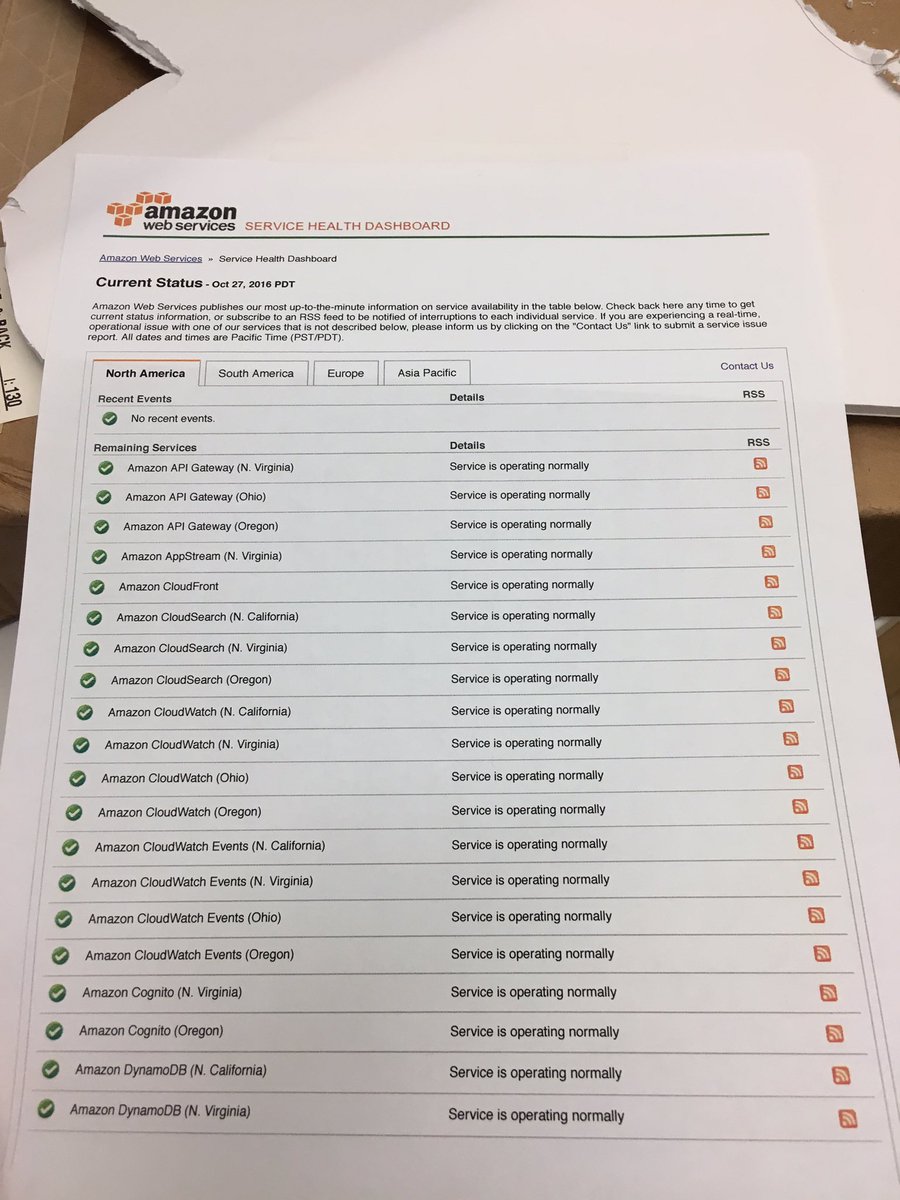 amazon
web services SERVICE HEALTH DASHBOARD
Amazon Web Services » Service Health Dashboard
Current Status - Oct 27, 2016 PDT
Amazon Web Services publishes our most up-to-the-minute information on service availability in the table below. Check back here any time to get
current status information, or subscribe to an RSS feed to be notified of interruptions to each individual service. If you are experiencing a real-time,
operational issue with one of our services that is not described below, please inform us by clicking on the "Contact Us" link to submit a service issue
report. All dates and times are Pacific Time (PST/PDT).
North America South America Europe Asia Pacific Contact Us
Recent Events Details RSS
No recent events.
Remaining Services Details RSS
Amazon API Gateway (N. Virginia) Service is operating normally
Amazon API Gateway (Ohio) Service is operating normally
Amazon API Gateway (Oregon) Service is operating normally
Amazon AppStream (N. Virginia) Service is operating normally
Amazon CloudFront Service is operating normally
Amazon CloudSearch (N. California) Service is operating normally
Amazon CloudSearch (N. Virginia) Service is operating normally
Amazon CloudSearch (Oregon) Service is operating normally
Amazon CloudWatch (N. California) Service is operating normally
Amazon CloudWatch (N. Virginia) Service is operating normally
Amazon CloudWatch (Ohio) Service is operating normally
Amazon CloudWatch (Oregon) Service is operating normally
Amazon CloudWatch Events (N. California) Service is operating normally
Amazon CloudWatch Events (N. Virginia) Service is operating normally
Amazon CloudWatch Events (Ohio) Service is operating normally
Amazon CloudWatch Events (Oregon) Service is operating normally
Amazon Cognito (N. Virginia) Service is operating normally
Amazon Cognito (Oregon) Service is operating normally
Amazon DynamoDB (N. California) Service is operating normally
Amazon DynamoDB (N. Virginia) Service is operating normally